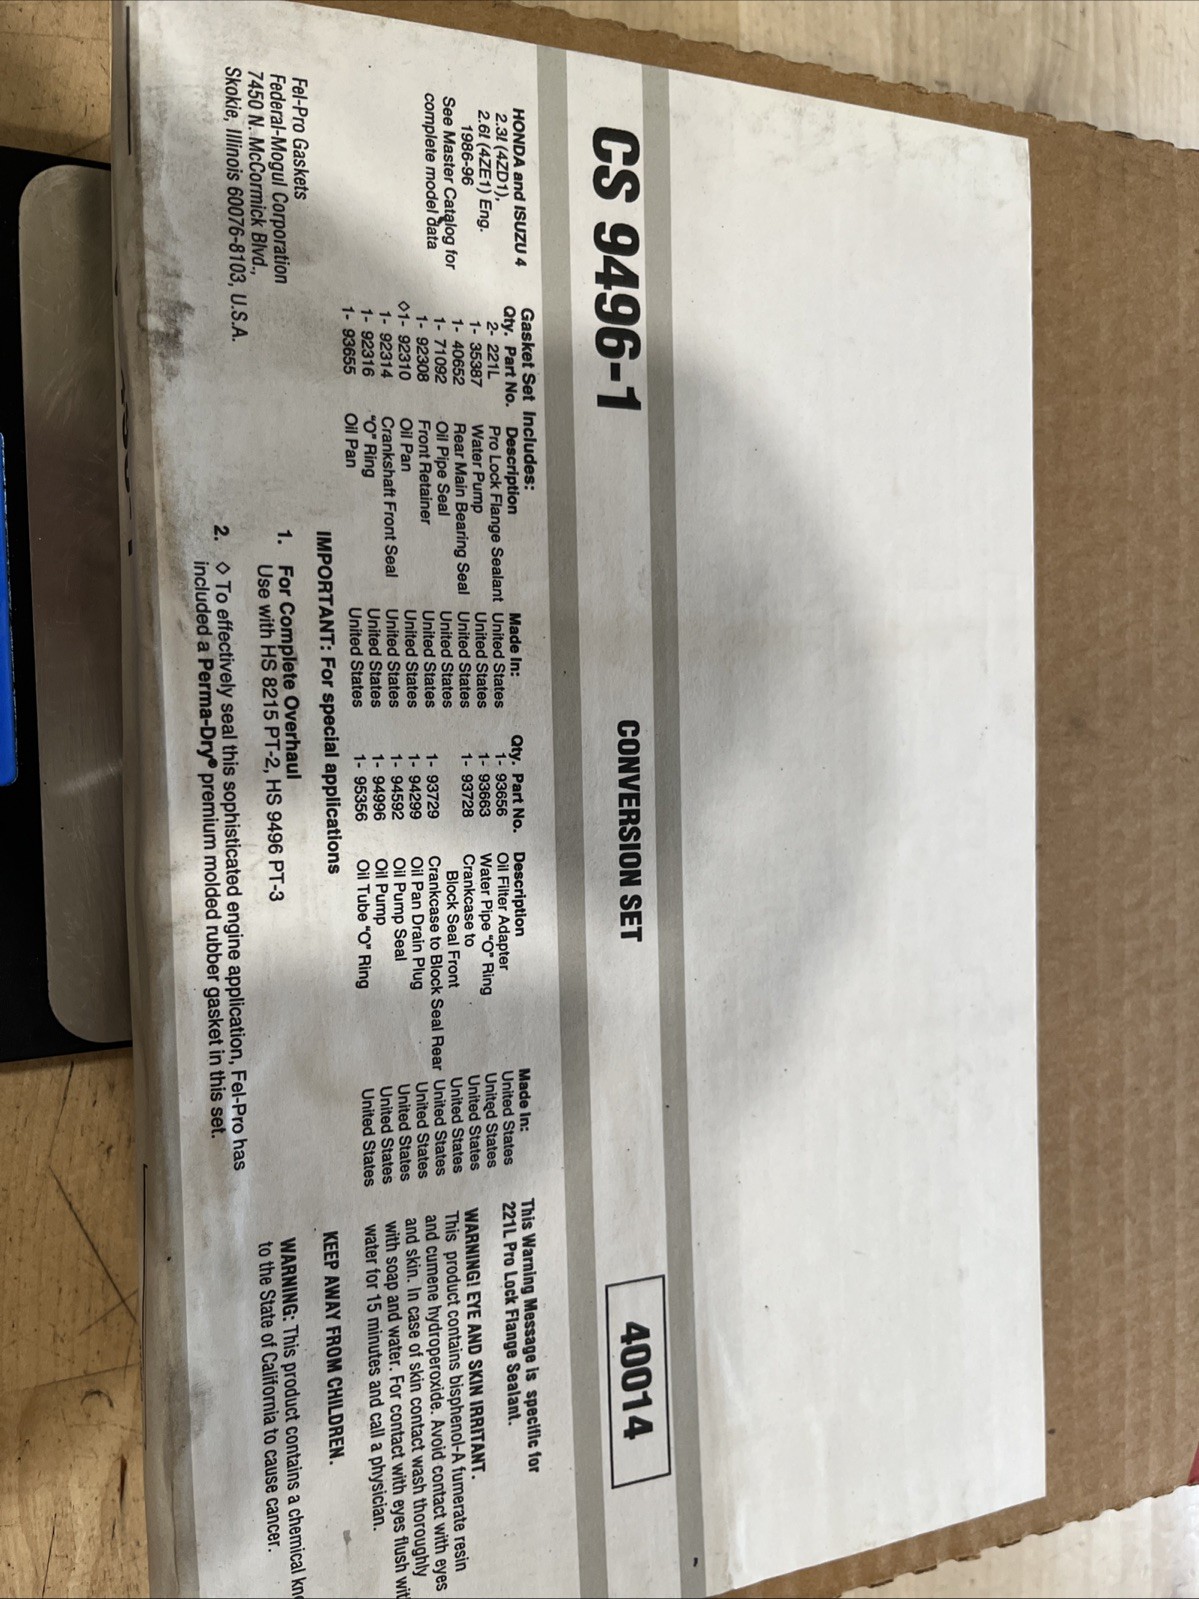 CS 9496-1
CONVERSION SET
40014
HONDA and ISUZU 4
2.3l (4ZD1),
2.6l (4ZE1) Eng.
1986-96
See Master Catalog for
complete model data
Fel-Pro Gaskets
Federal-Mogul Corporation
7450 N. McCormick Blvd.,
Skokie, Illinois 60076-8103, U.S.A.
Gasket Set Includes:
Qty. Part No. Description Made In:
2- 221L Pro Lock Flange Sealant United States
1- 35387 Water Pump United States
1- 40652 Rear Main Bearing Seal United States
1- 71092 Oil Pipe Seal United States
1- 92308 Front Retainer United States
◊1- 92310 Oil Pan United States
1- 92314 Crankshaft Front Seal United States
1- 92316 "O" Ring United States
1- 93655 Oil Pan United States
Qty. Part No. Description Made In:
1- 93656 Oil Filter Adapter United States
1- 93663 Water Pipe "O" Ring United States
1- 93728 Crankcase to United States
Block Seal Front United States
1- 93729 Crankcase to Block Seal Rear United States
1- 94299 Oil Pan Drain Plug United States
1- 94592 Oil Pump Seal United States
1- 94996 Oil Pump United States
1- 95356 Oil Tube "O" Ring United States
IMPORTANT: For special applications
1. For Complete Overhaul
Use with HS 8215 PT-2, HS 9496 PT-3
2. ◊ To effectively seal this sophisticated engine application, Fel-Pro has
included a Perma-Dry® premium molded rubber gasket in this set.
This Warning Message is specific for
221L Pro Lock Flange Sealant.
WARNING! EYE AND SKIN IRRITANT.
This product contains bisphenol-A fumerate resin
and cumene hydroperoxide. Avoid contact with eyes
and skin. In case of skin contact wash thoroughly
with soap and water. For contact with eyes flush wit
water for 15 minutes and call a physician.
KEEP AWAY FROM CHILDREN.
WARNING: This product contains a chemical kn
to the State of California to cause cancer.